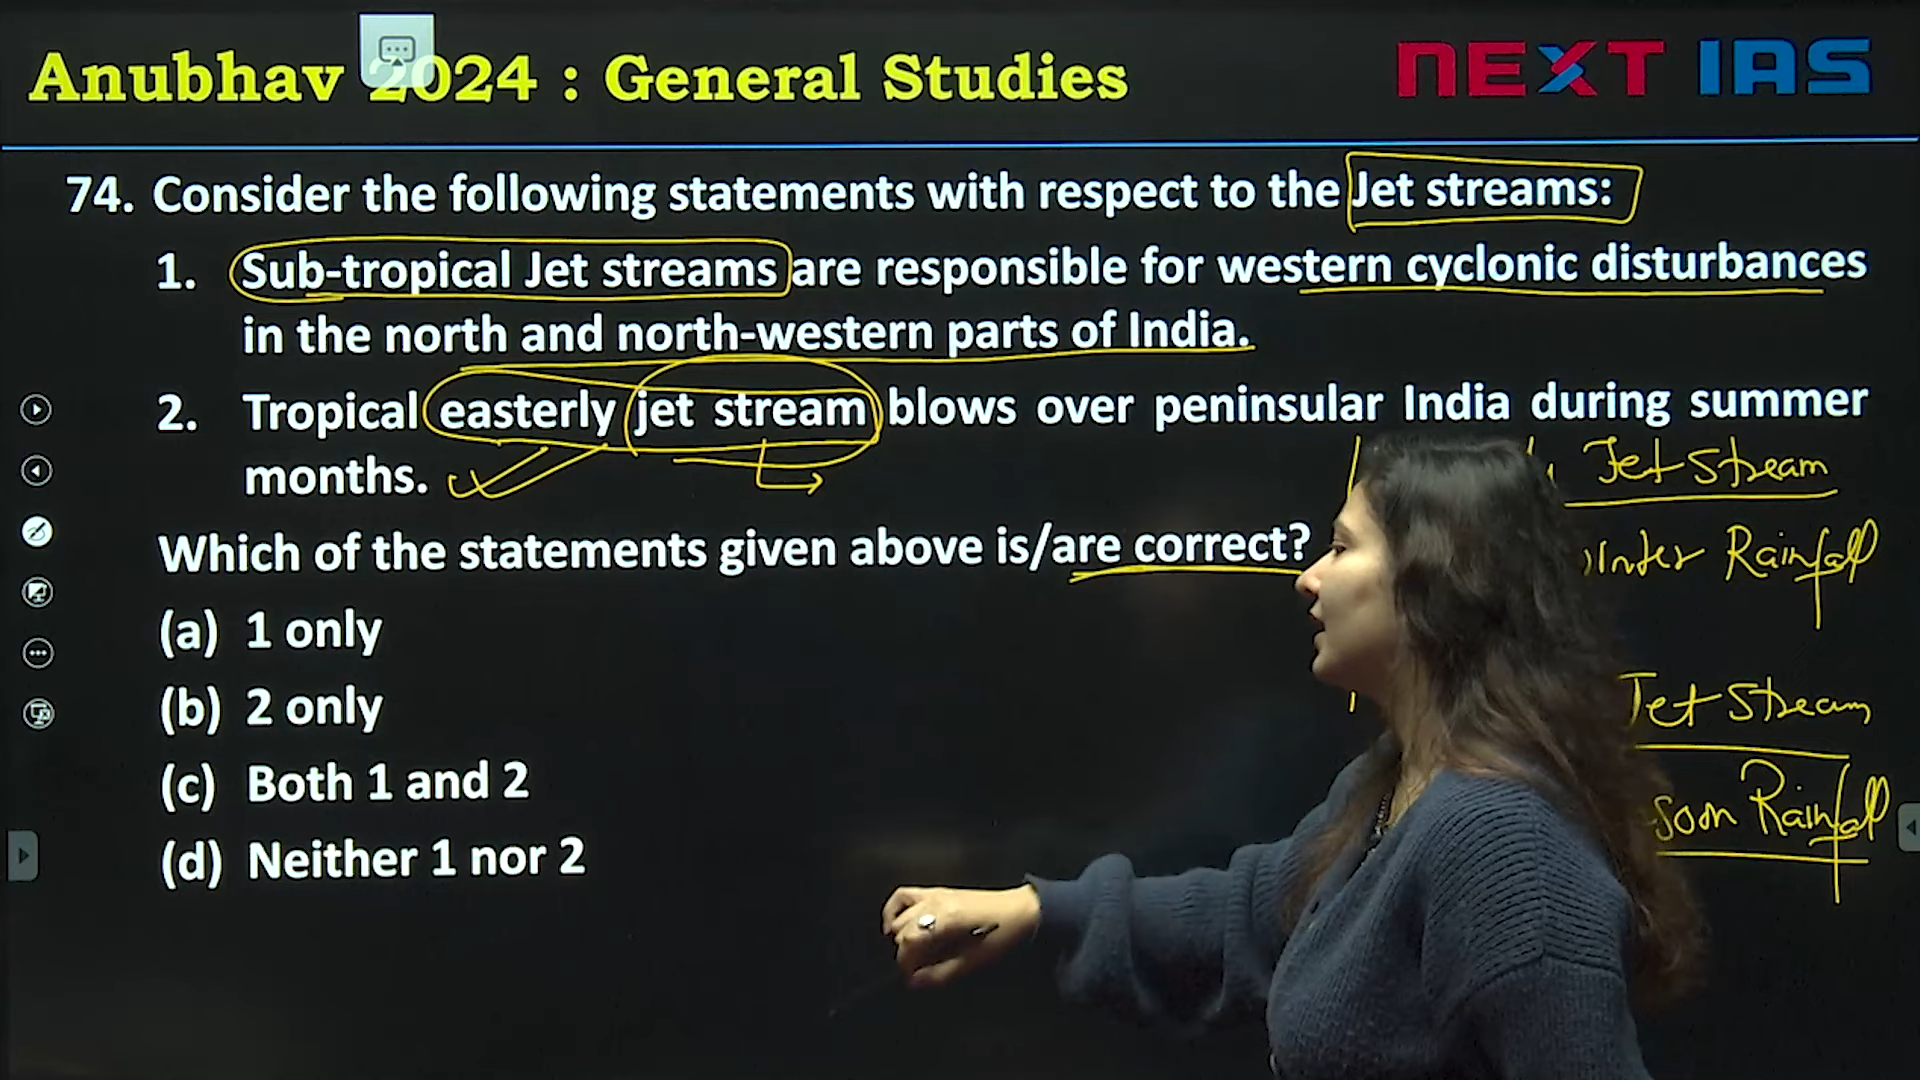 Anubhav 2024 : General Studies
NEXT IAS
74. Consider the following statements with respect to the Jet streams:
1. Sub-tropical Jet streams are responsible for western cyclonic disturbances
in the north and north-western parts of India.
2. Tropical easterly jet stream blows over peninsular India during summer
months.
Jet Stream
Which of the statements given above is/are correct?
Rainfall
(a) 1 only
(b) 2 only
Jet Stream
(c) Both 1 and 2
Rainfall
(d) Neither 1 nor 2